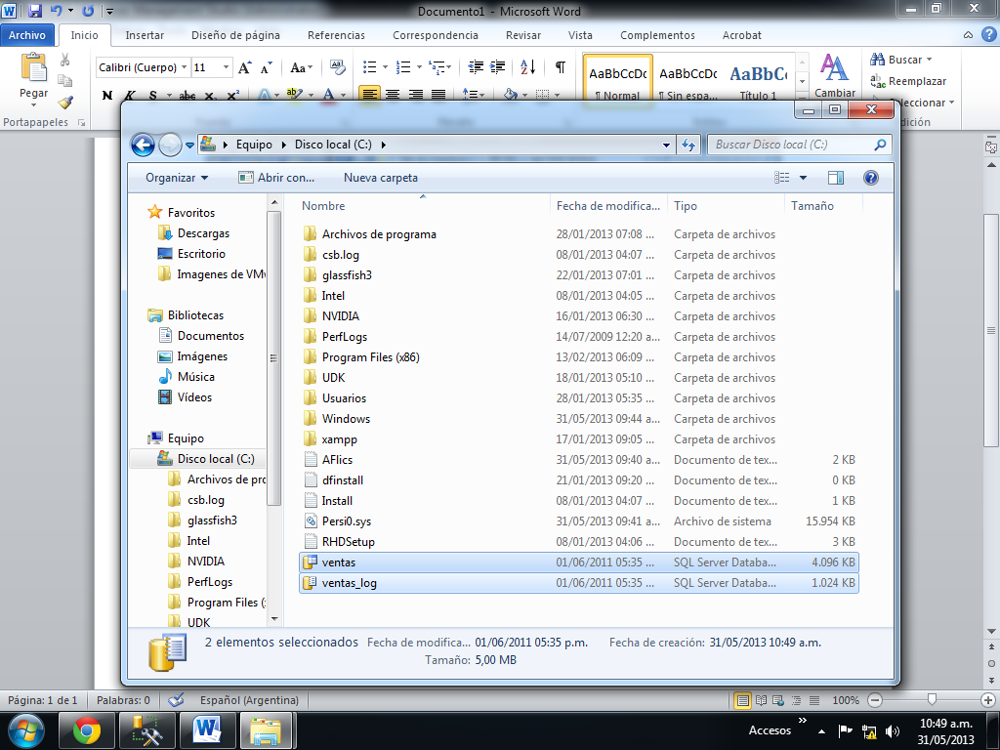 Documento1 - Microsoft Word
Archivo Inicio Insertar Diseño de página Referencias Correspondencia Revisar Vista Complementos Acrobat
Pegar
Portapapeles
Calibri (Cuerpo) 11
AaBbCcDc AaBbCcDc AaBbC
¶ Normal ¶ Sin espa... Título 1
Cambiar
Buscar
Reemplazar
Equipo Disco local (C:)
Buscar Disco local (C:)
Organizar Abrir con... Nueva carpeta
Favoritos
Descargas
Escritorio
Imagenes de VMw
Bibliotecas
Documentos
Imágenes
Música
Vídeos
Equipo
Disco local (C:)
Archivos de pro
csb.log
glassfish3
Intel
NVIDIA
PerfLogs
Program Files (
UDK
Nombre Fecha de modifica... Tipo Tamaño
Archivos de programa 28/01/2013 07:08 ... Carpeta de archivos
csb.log 08/01/2013 04:07 ... Carpeta de archivos
glassfish3 22/01/2013 07:01 ... Carpeta de archivos
Intel 08/01/2013 04:05 ... Carpeta de archivos
NVIDIA 16/01/2013 06:30 ... Carpeta de archivos
PerfLogs 14/07/2009 12:20 a... Carpeta de archivos
Program Files (x86) 13/02/2013 06:09 ... Carpeta de archivos
UDK 18/01/2013 05:10 ... Carpeta de archivos
Usuarios 28/01/2013 05:35 ... Carpeta de archivos
Windows 31/05/2013 09:44 a... Carpeta de archivos
xampp 17/01/2013 09:05 ... Carpeta de archivos
AFlics 31/05/2013 09:40 a... Documento de tex... 2 KB
dfinstall 21/01/2013 09:20 ... Documento de tex... 0 KB
Install 08/01/2013 04:07 ... Documento de tex... 1 KB
Persi0.sys 31/05/2013 09:41 a... Archivo de sistema 15.954 KB
RHDSetup 08/01/2013 04:06 ... Documento de tex... 3 KB
ventas 01/06/2011 05:35 ... SQL Server Databa... 4.096 KB
ventas_log 01/06/2011 05:35 ... SQL Server Databa... 1.024 KB
2 elementos seleccionados Fecha de modifica... 01/06/2011 05:35 p.m. Fecha de creación: 31/05/2013 10:49 a.m.
Tamaño: 5,00 MB
Página: 1 de 1 Palabras: 0 Español (Argentina) 100%
Accesos » 10:49 a.m.
31/05/2013